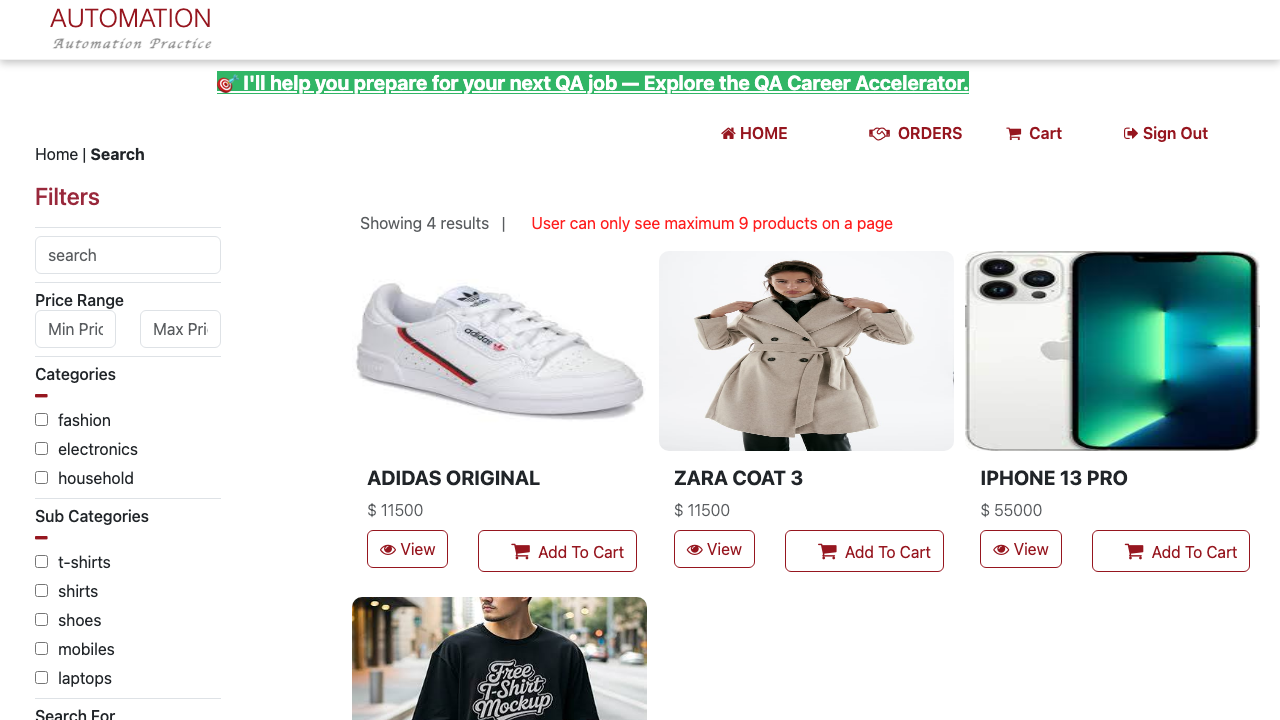 AUTOMATION
Automation Practice
🎯 I'll help you prepare for your next QA job — Explore the QA Career Accelerator.
HOME
ORDERS
Cart
Sign Out
Home | Search
Filters
Showing 4 results |
User can only see maximum 9 products on a page
search
Price Range
Min Pric
Max Pri
Categories
fashion
electronics
household
Sub Categories
t-shirts
shirts
shoes
mobiles
laptops
Search For
adidas
ADIDAS ORIGINAL
$ 11500
View
Add To Cart
ZARA COAT 3
$ 11500
View
Add To Cart
IPHONE 13 PRO
$ 55000
View
Add To Cart
Free
T-Shirt
Mockup